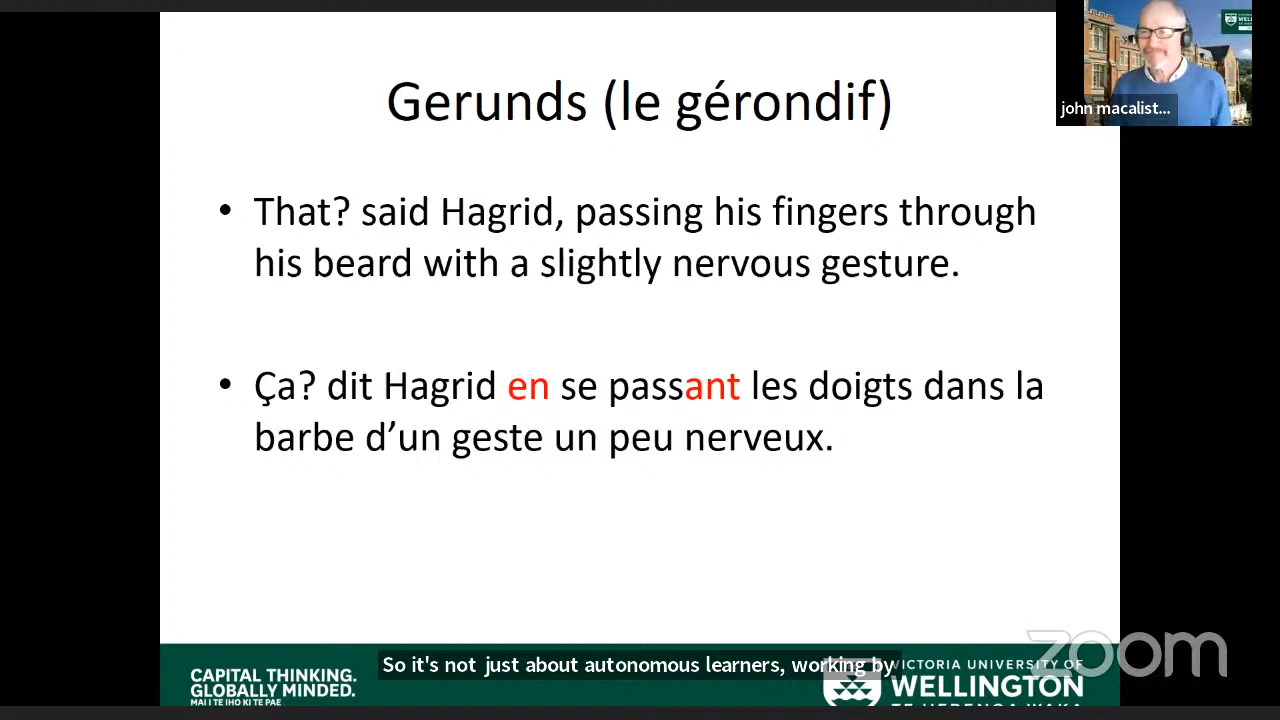 Gerunds (le gérondif)
john macalist...
• That? said Hagrid, passing his fingers through
his beard with a slightly nervous gesture.
• Ça? dit Hagrid en se passant les doigts dans la
barbe d’un geste un peu nerveux.
zoom
So it's not just about autonomous learners, working by
CAPITAL THINKING.
GLOBALLY MINDED.
MAI I TE IHO KI TE PAE
VICTORIA UNIVERSITY OF
WELLINGTON
TE HERENGA WAKA